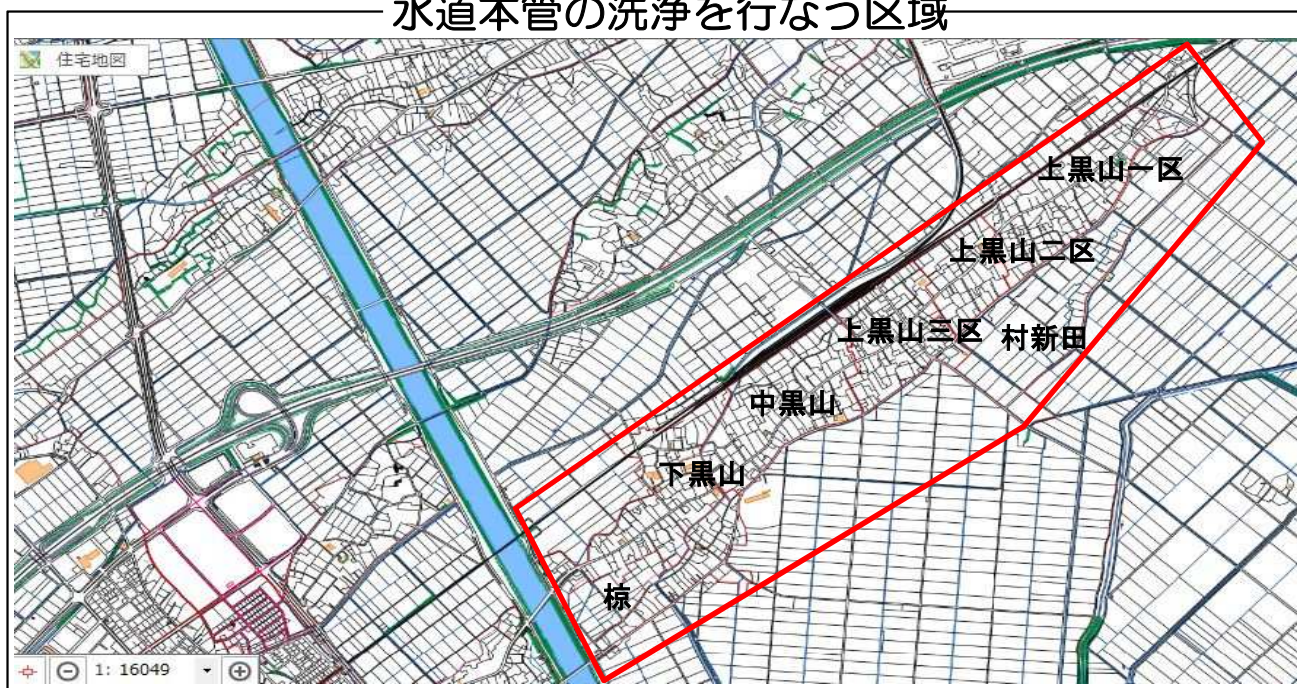 水道本管の洗浄を行なう区域
住宅地図
上黒山一区
上黒山二区
上黒山三区
村新田
中黒山
下黒山
椋
1: 16049